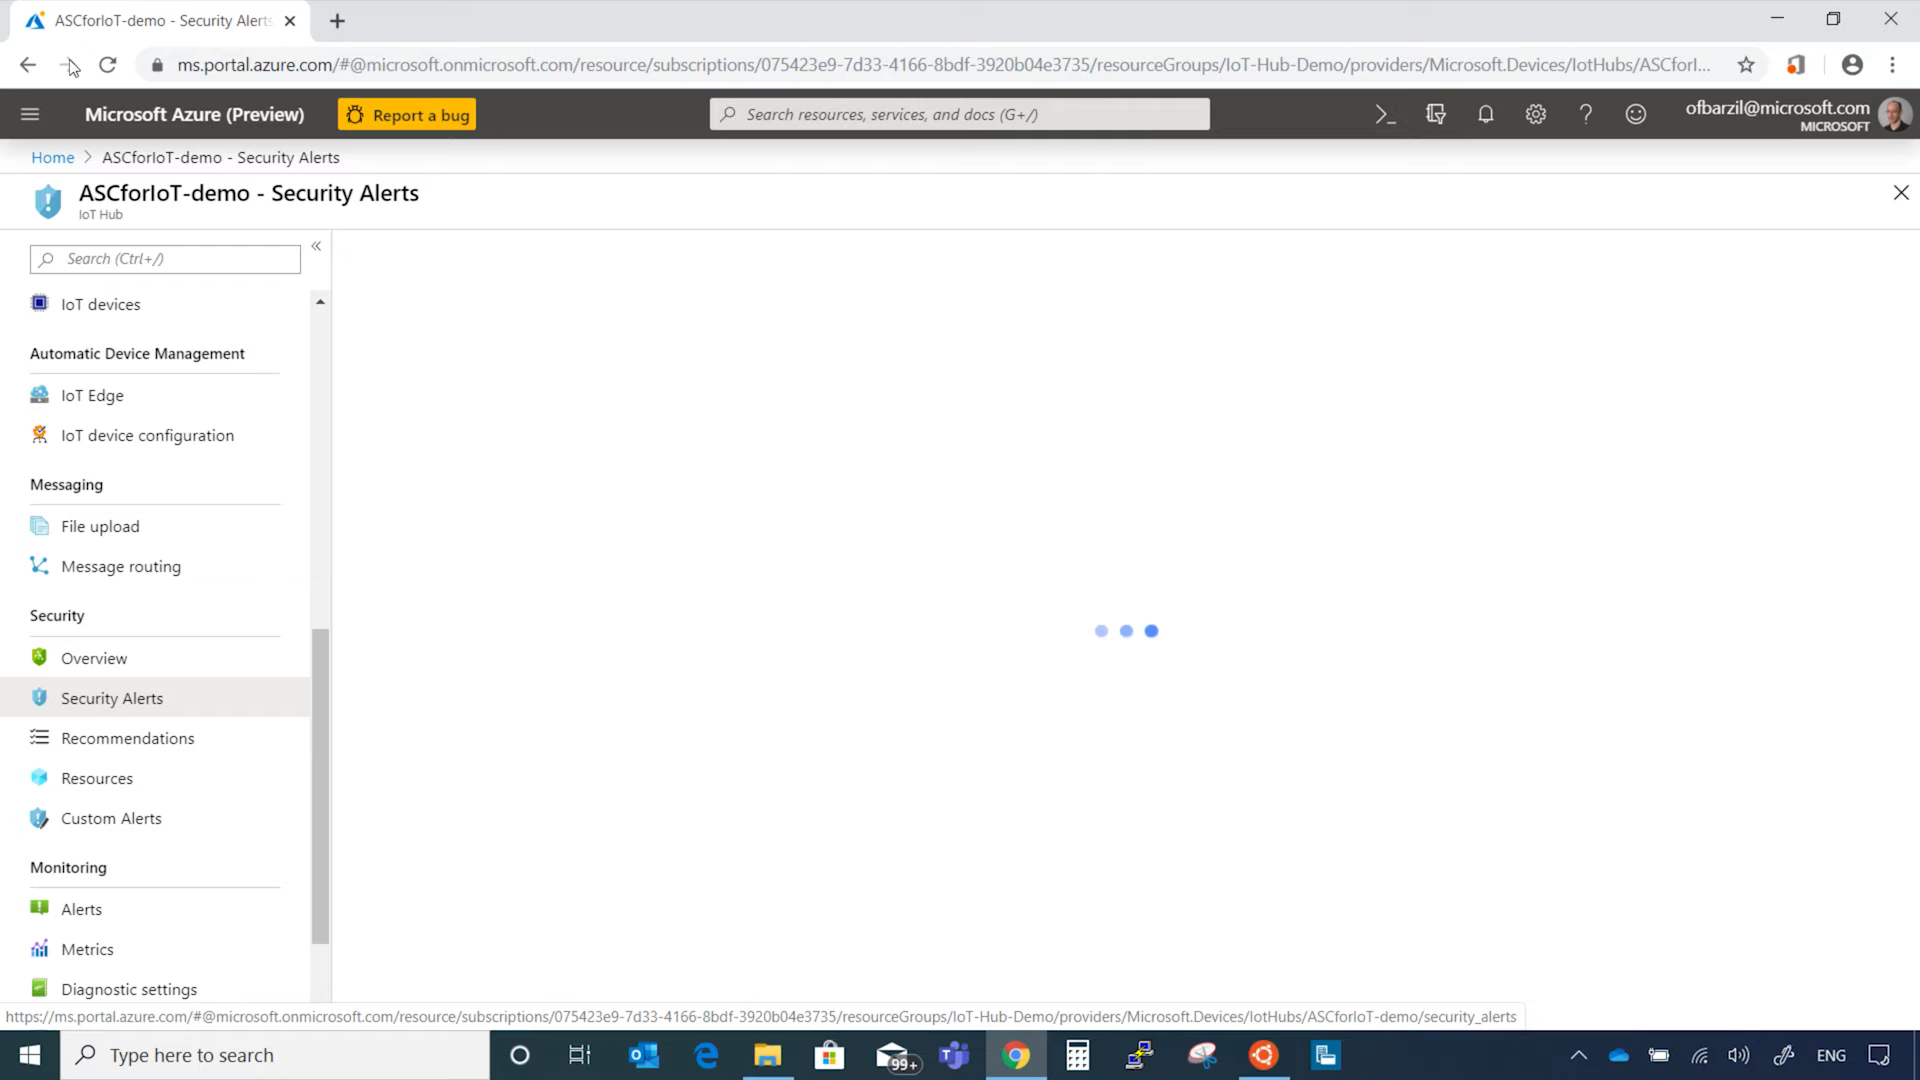 ASCforIoT-demo - Security Alerts
ms.portal.azure.com/#@microsoft.onmicrosoft.com/resource/subscriptions/075423e9-7d33-4166-8bdf-3920b04e3735/resourceGroups/IoT-Hub-Demo/providers/Microsoft.Devices/IotHubs/ASCforI...
Microsoft Azure (Preview)
Report a bug
Search resources, services, and docs (G+/)
ofbarzil@microsoft.com
MICROSOFT
Home > ASCforIoT-demo - Security Alerts
ASCforIoT-demo - Security Alerts
IoT Hub
Search (Ctrl+/)
«
IoT devices
Automatic Device Management
IoT Edge
IoT device configuration
Messaging
File upload
Message routing
Security
Overview
Security Alerts
Recommendations
Resources
Custom Alerts
Monitoring
Alerts
Metrics
Diagnostic settings
https://ms.portal.azure.com/#@microsoft.onmicrosoft.com/resource/subscriptions/075423e9-7d33-4166-8bdf-3920b04e3735/resourceGroups/IoT-Hub-Demo/providers/Microsoft.Devices/IotHubs/ASCforIoT-demo/security_alerts
Type here to search
99+
ENG